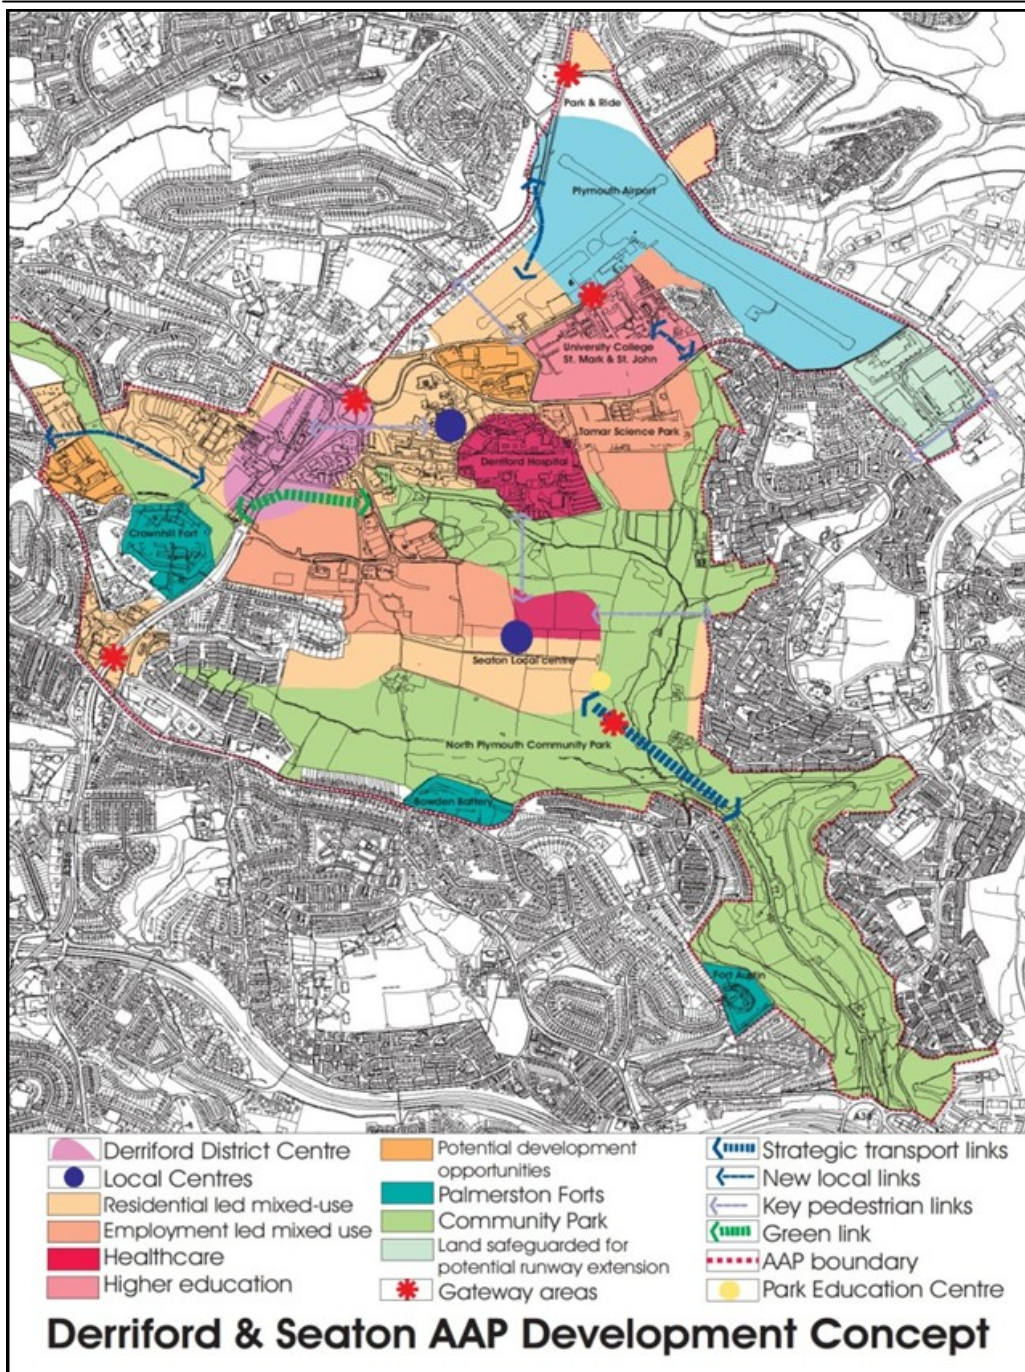 Park & Ride
Plymouth Airport
University College
St. Mark & St. John
Tamar Science Park
Derriford Hospital
Crownhill Fort
Seaton Local centre
North Plymouth Community Park
Bowden Battery
Fort Austin
A38
Derriford District Centre
Local Centres
Residential led mixed-use
Employment led mixed use
Healthcare
Higher education
Potential development
opportunities
Palmerston Forts
Community Park
Land safeguarded for
potential runway extension
Gateway areas
Strategic transport links
New local links
Key pedestrian links
Green link
AAP boundary
Park Education Centre
Derriford & Seaton AAP Development Concept